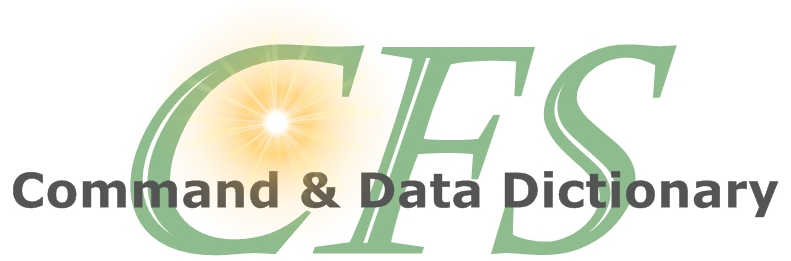 CFS
Command & Data Dictionary